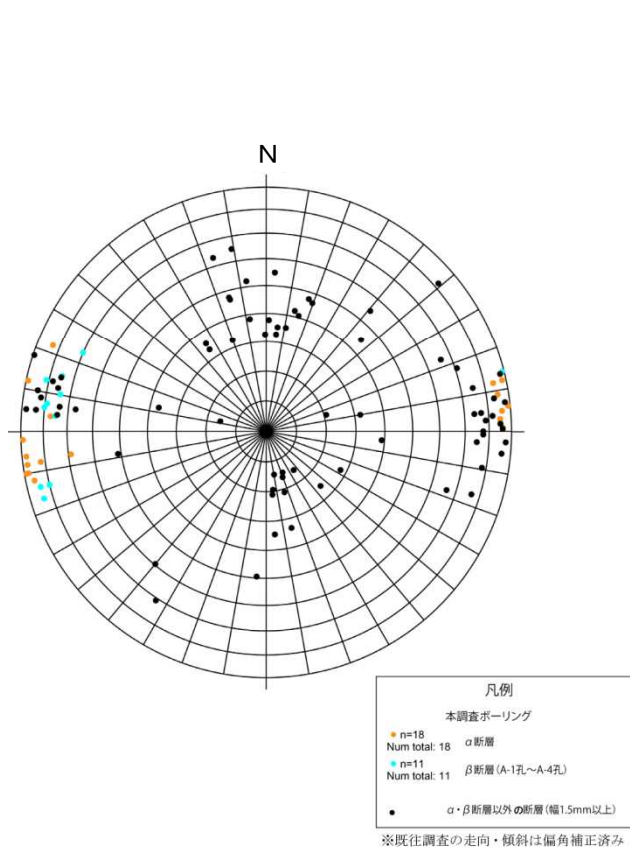 N
凡例
本調査ボーリング
n=18
Num total: 18 α断層
n=11
Num total: 11 β断層(A-1孔～A-4孔)
α・β断層以外の断層(幅1.5mm以上)
※既往調査の走向・傾斜は偏角補正済み